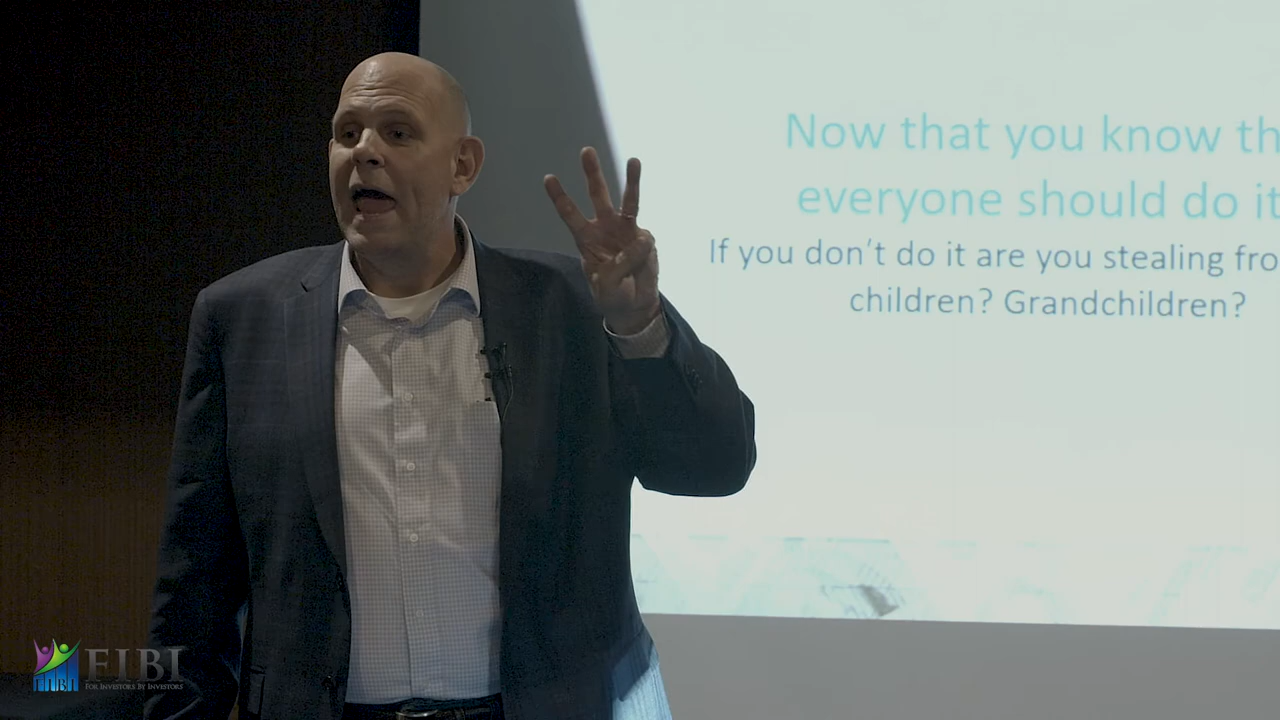 Now that you know th
everyone should do it
If you don't do it are you stealing fro
children? Grandchildren?
FIBI
FOR INVESTORS BY INVESTORS